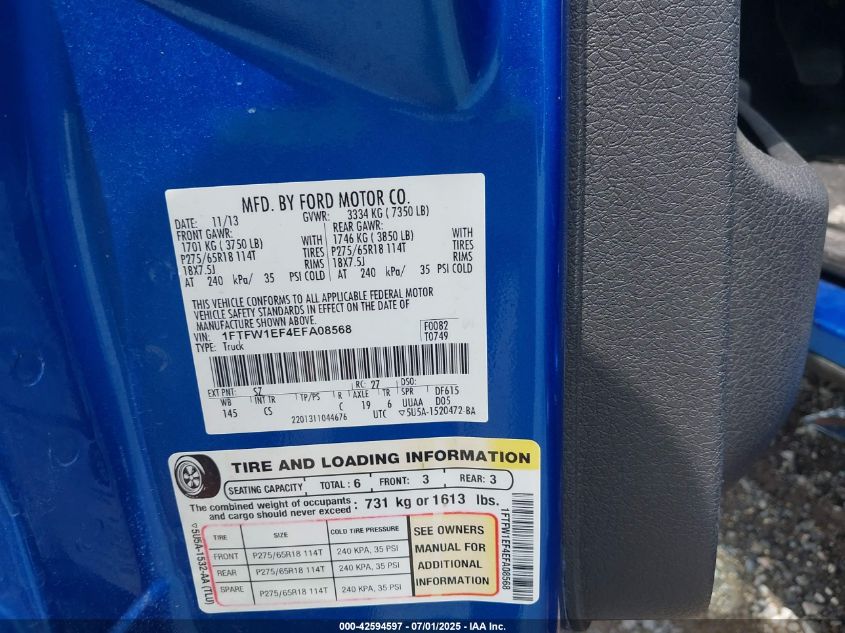 MFD. BY FORD MOTOR CO.
DATE: 11/13 GVWR: 3334 KG ( 7350 LB)
FRONT GAWR: REAR GAWR:
1701 KG ( 3750 LB) WITH 1746 KG ( 3850 LB) WITH
P275/65R18 114T TIRES P275/65R18 114T TIRES
18X7.5J RIMS 18X7.5J RIMS
AT 240 kPa/ 35 PSI COLD AT 240 kPa/ 35 PSI COLD
THIS VEHICLE CONFORMS TO ALL APPLICABLE FEDERAL MOTOR
VEHICLE SAFETY STANDARDS IN EFFECT ON THE DATE OF
MANUFACTURE SHOWN ABOVE.
VIN: 1FTFW1EF4EFA08568 F0082
TYPE: Truck T0749
EXT PNT: SZ RC: 27 DSO:
WB INT TR TP/PS R AXLE TR SPR DF615
145 CS C 19 6 UUAA D05
2201311044676 UTC ▽5U5A-1520472-BA
TIRE AND LOADING INFORMATION
SEATING CAPACITY TOTAL: 6 FRONT: 3 REAR: 3
The combined weight of occupants and cargo should never exceed : 731 kg or 1613 lbs.
TIRE SIZE COLD TIRE PRESSURE
FRONT P275/65R18 114T 240 KPA, 35 PSI
REAR P275/65R18 114T 240 KPA, 35 PSI
SPARE P275/65R18 114T 240 KPA, 35 PSI
SEE OWNERS
MANUAL FOR
ADDITIONAL
INFORMATION
▽5U5A-1532-AA (TLU)
1FTFW1EF4EFA08568
000-42594597 - 07/01/2025 - IAA Inc.